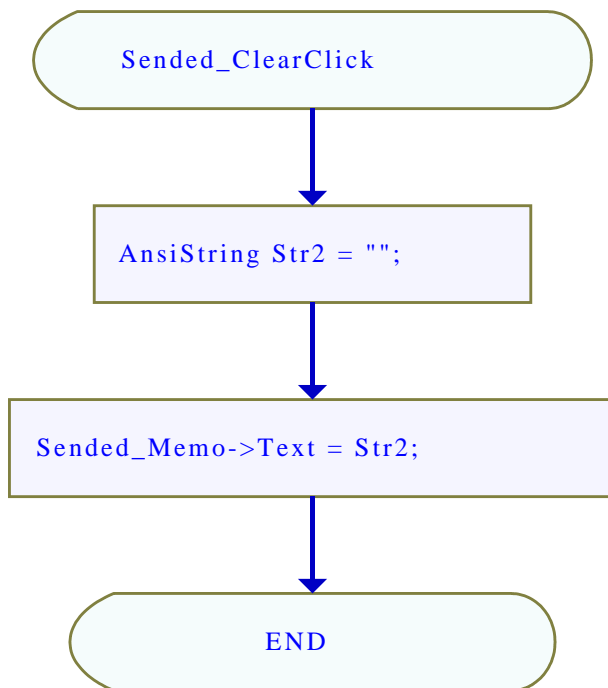 Sended_ClearClick
AnsiString Str2 = "";
Sended_Memo->Text = Str2;
END